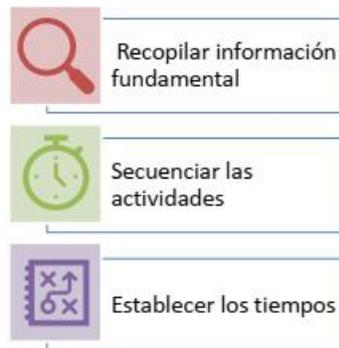 Recopilar información
fundamental
Secuenciar las
actividades
Establecer los tiempos